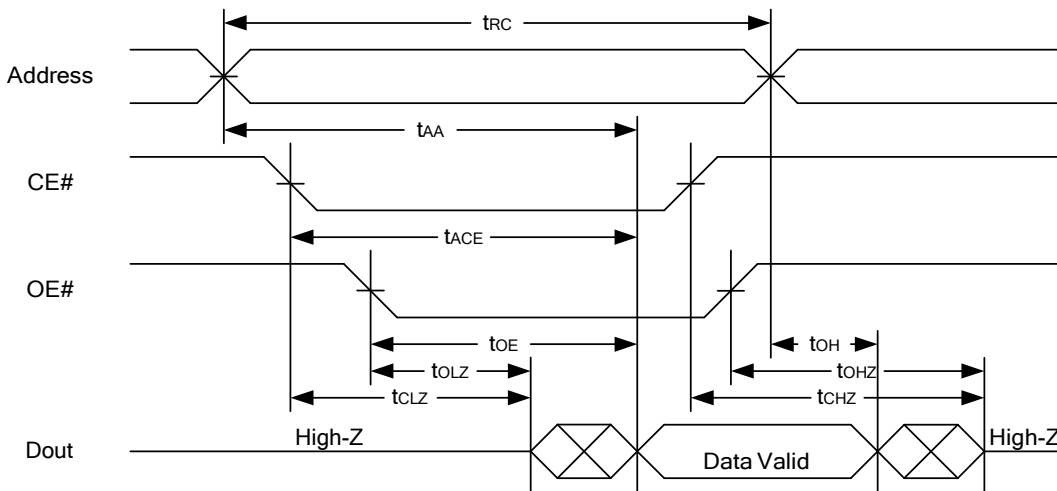 tRC
Address
tAA
CE#
tACE
OE#
tOE
tOH
tOLZ
tOHZ
tCLZ
tCHZ
High-Z
High-Z
Dout
Data Valid